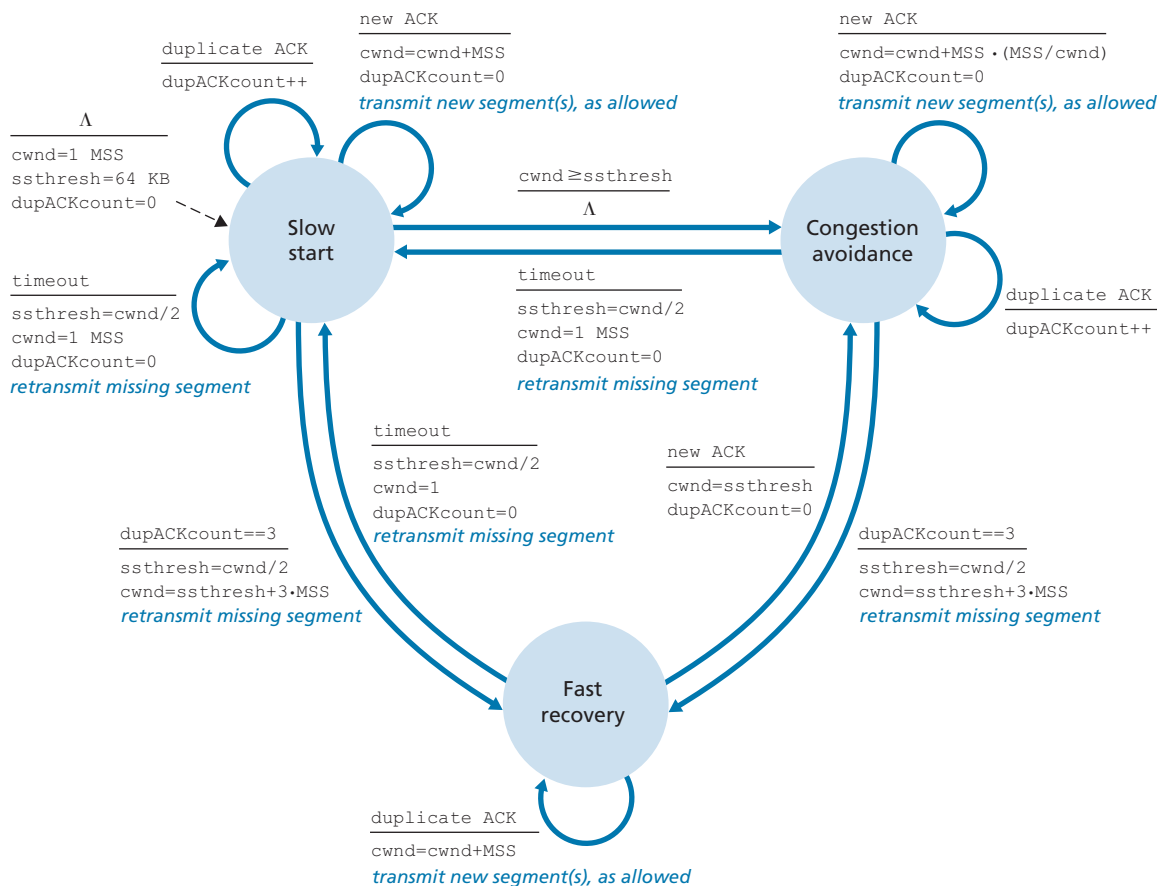 new ACK
cwnd=cwnd+MSS
dupACKcount=0
transmit new segment(s), as allowed
new ACK
cwnd=cwnd+MSS·(MSS/cwnd)
dupACKcount=0
transmit new segment(s), as allowed
duplicate ACK
dupACKcount++
Λ
cwnd=1 MSS
ssthresh=64 KB
dupACKcount=0
Slow
start
cwnd≥ssthresh
Λ
Congestion
avoidance
timeout
ssthresh=cwnd/2
cwnd=1 MSS
dupACKcount=0
retransmit missing segment
timeout
ssthresh=cwnd/2
cwnd=1 MSS
dupACKcount=0
retransmit missing segment
duplicate ACK
dupACKcount++
timeout
ssthresh=cwnd/2
cwnd=1
dupACKcount=0
retransmit missing segment
new ACK
cwnd=ssthresh
dupACKcount=0
dupACKcount==3
ssthresh=cwnd/2
cwnd=ssthresh+3·MSS
retransmit missing segment
dupACKcount==3
ssthresh=cwnd/2
cwnd=ssthresh+3·MSS
retransmit missing segment
Fast
recovery
duplicate ACK
cwnd=cwnd+MSS
transmit new segment(s), as allowed